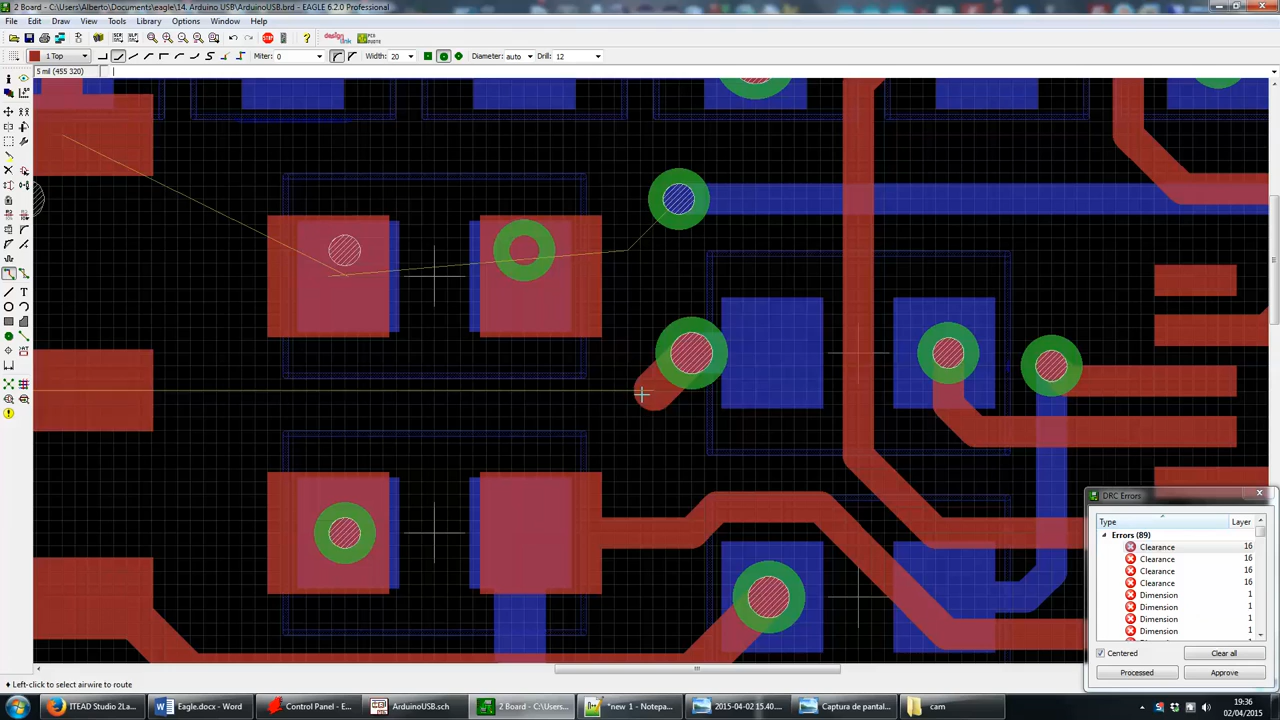 2 Board - C:\Users\Alberto\Documents\eagle\14. Arduino USB\ArduinoUSB.brd - EAGLE 6.2.0 Professional
File Edit Draw View Tools Library Options Window Help
design link
1 Top
Miter: 0
Width: 20
Diameter: auto
Drill: 12
5 mil (455 320)
DRC Errors
Type Layer
Errors (89)
Clearance 16
Clearance 16
Clearance 16
Clearance 16
Dimension 1
Dimension 1
Dimension 1
Dimension 1
Centered Clear all
Processed Approve
Left-click to select airwire to route
ITEAD Studio 2La...
Eagle.docx - Word
Control Panel - E...
ArduinoUSB.sch
2 Board - C:\Users...
*new 1 - Notepa...
2015-04-02 15.40....
Captura de pantal...
cam
19:36
02/04/2015